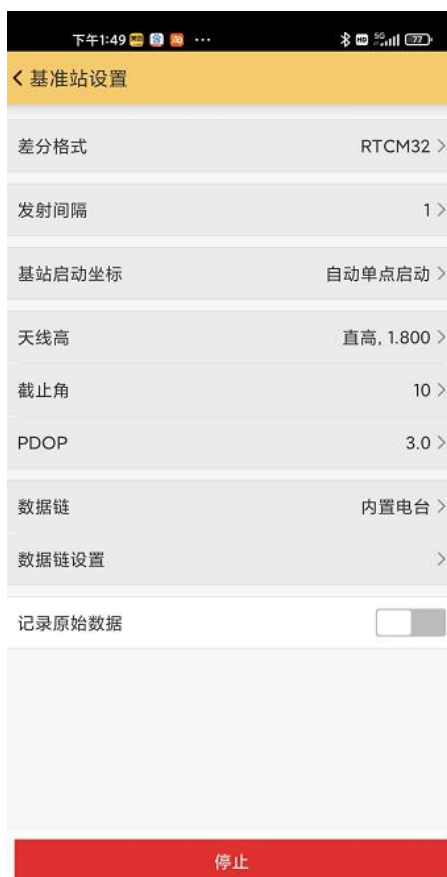 下午1:49 ···
HD 5G 77
基准站设置
差分格式 RTCM32
发射间隔 1
基站启动坐标 自动单点启动
天线高 直高, 1.800
截止角 10
PDOP 3.0
数据链 内置电台
数据链设置
记录原始数据
停止